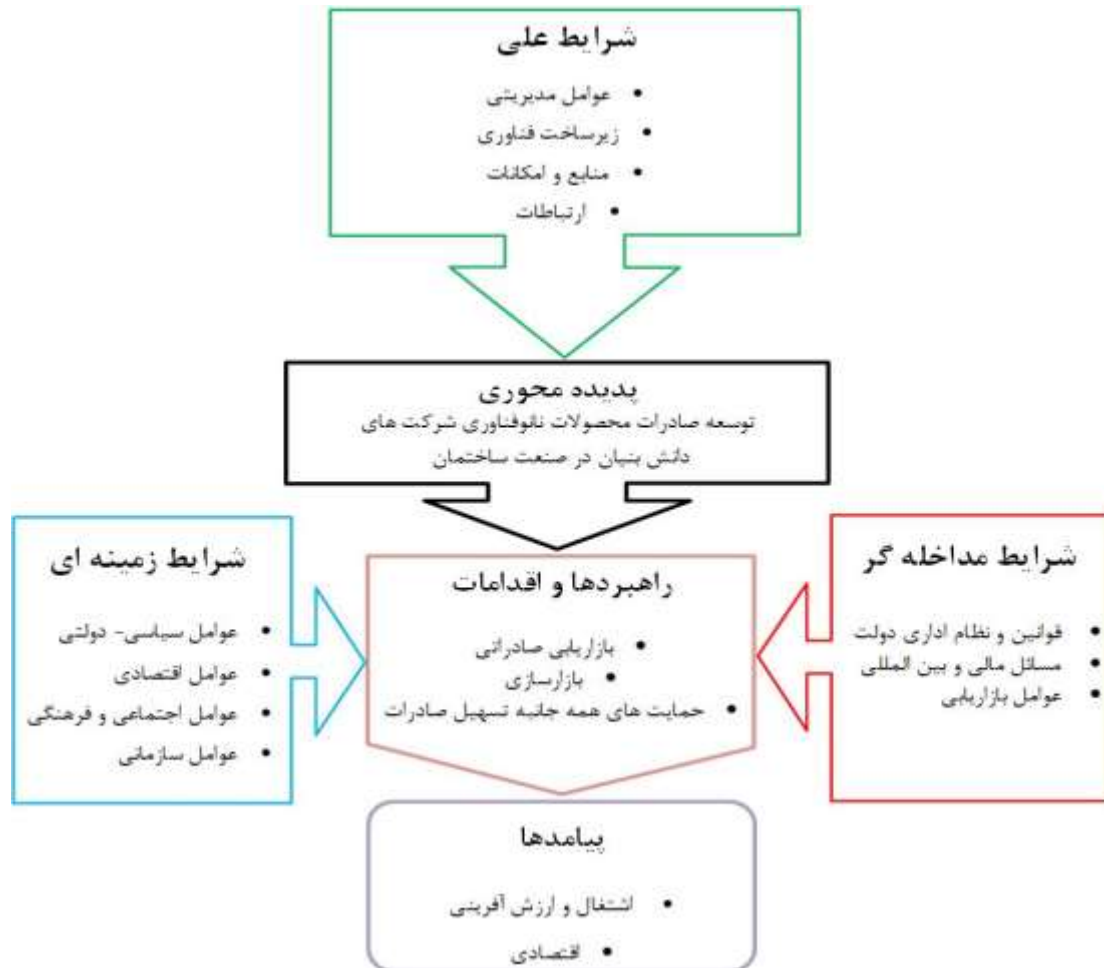 شرایط علی
• عوامل مدیریتی
• زیرساخت فناوری
• منابع و امکانات
• ارتباطات
پدیده محوری
توسعه صادرات محصولات نانوفناوری شرکت های
دانش بنیان در صنعت ساختمان
شرایط مداخله گر
• قوانین و نظام اداری دولت
• مسائل مالی و بین المللی
• عوامل بازاریابی
راهبردها و اقدامات
• بازاریابی صادراتی
• بازارسازی
• حمایت های همه جانبه تسهیل صادرات
شرایط زمینه ای
• عوامل سیاسی- دولتی
• عوامل اقتصادی
• عوامل اجتماعی و فرهنگی
• عوامل سازمانی
پیامدها
• اشتغال و ارزش آفرینی
• اقتصادی